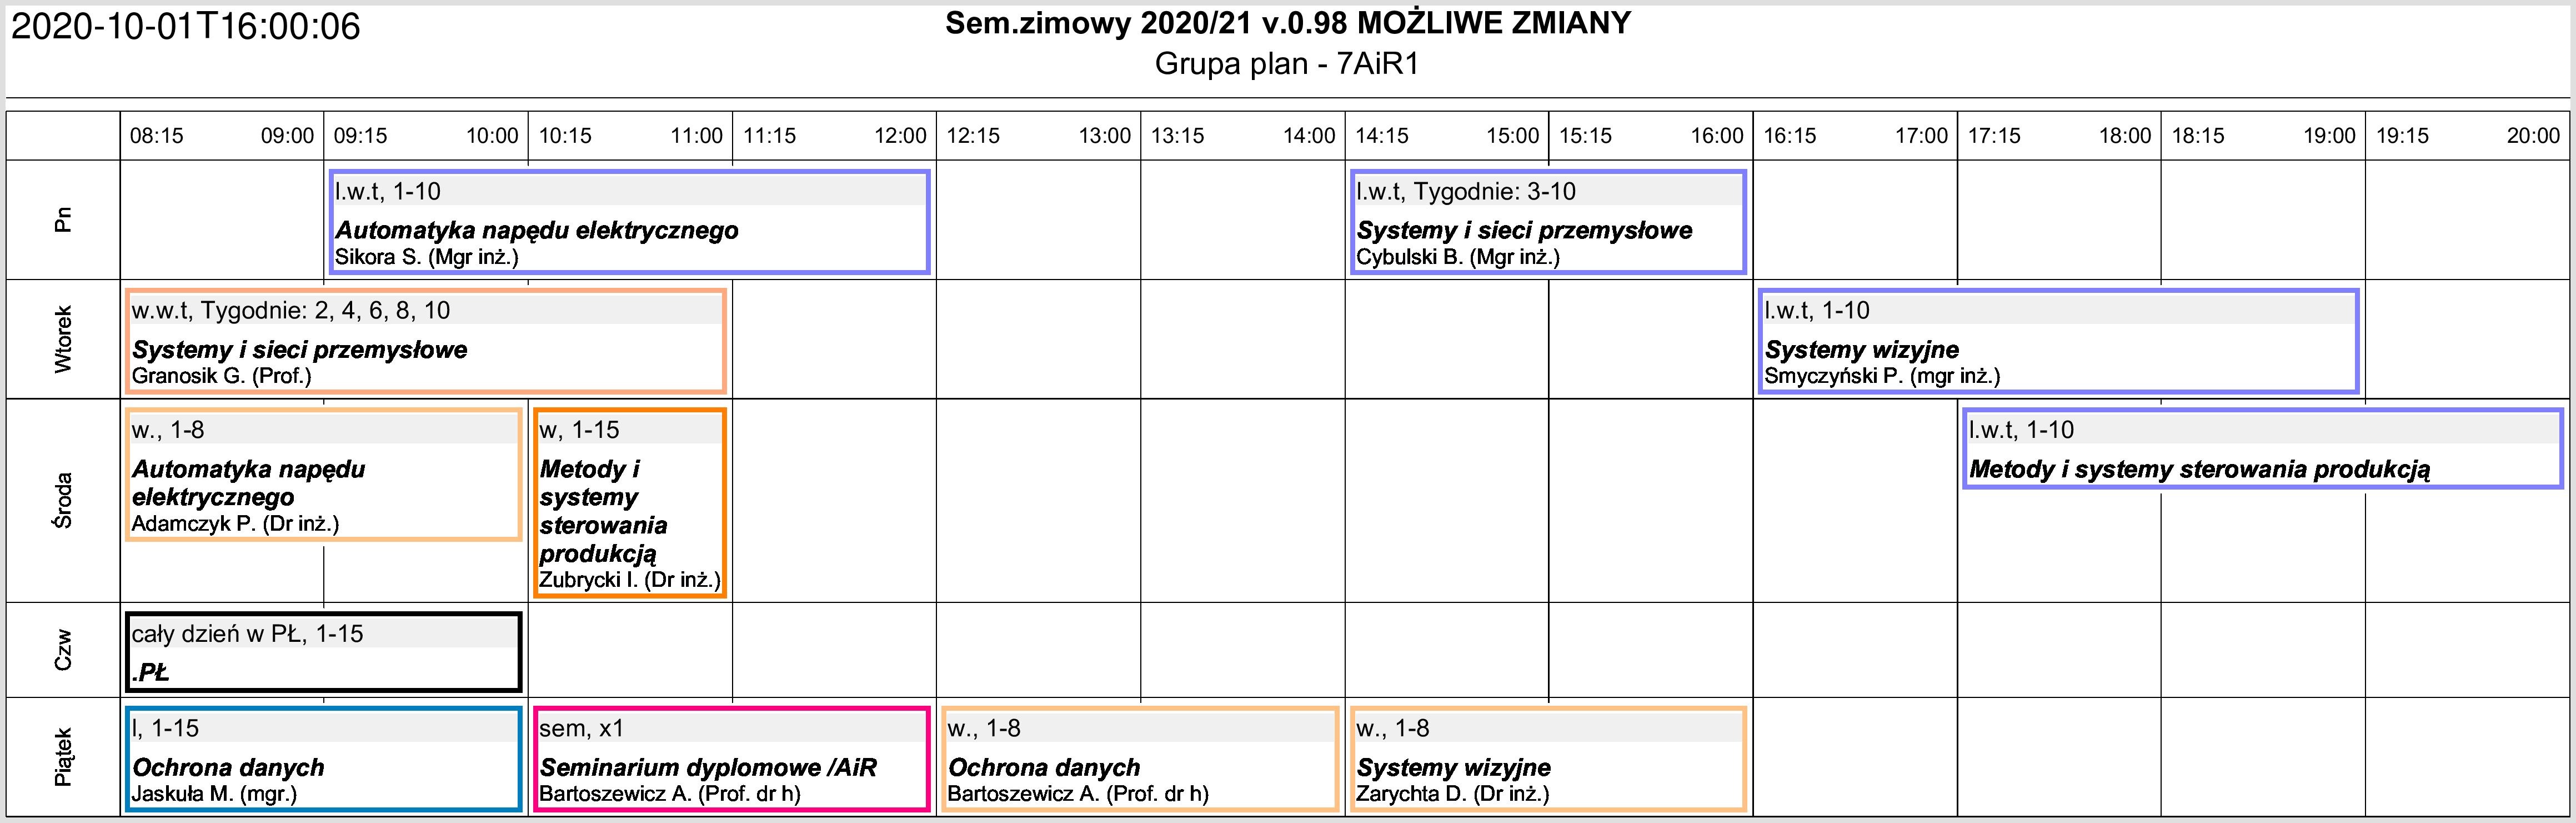 2020-10-01T16:00:06
Sem.zimowy 2020/21 v.0.98 MOŻLIWE ZMIANY
Grupa plan - 7AiR1
08:15 09:00 09:15 10:00 10:15 11:00 11:15 12:00 12:15 13:00 13:15 14:00 14:15 15:00 15:15 16:00 16:15 17:00 17:15 18:00 18:15 19:00 19:15 20:00
Pn
l.w.t, 1-10
Automatyka napędu elektrycznego
Sikora S. (Mgr inż.)
l.w.t, Tygodnie: 3-10
Systemy i sieci przemysłowe
Cybulski B. (Mgr inż.)
Wtorek
w.w.t, Tygodnie: 2, 4, 6, 8, 10
Systemy i sieci przemysłowe
Granosik G. (Prof.)
l.w.t, 1-10
Systemy wizyjne
Smyczyński P. (mgr inż.)
Środa
w., 1-8
Automatyka napędu
elektrycznego
Adamczyk P. (Dr inż.)
w, 1-15
Metody i
systemy
sterowania
produkcją
Zubrycki I. (Dr inż.)
l.w.t, 1-10
Metody i systemy sterowania produkcją
Czw
cały dzień w PŁ, 1-15
.PŁ
Piątek
l, 1-15
Ochrona danych
Jaskuła M. (mgr.)
sem, x1
Seminarium dyplomowe /AiR
Bartoszewicz A. (Prof. dr h)
w., 1-8
Ochrona danych
Bartoszewicz A. (Prof. dr h)
w., 1-8
Systemy wizyjne
Zarychta D. (Dr inż.)